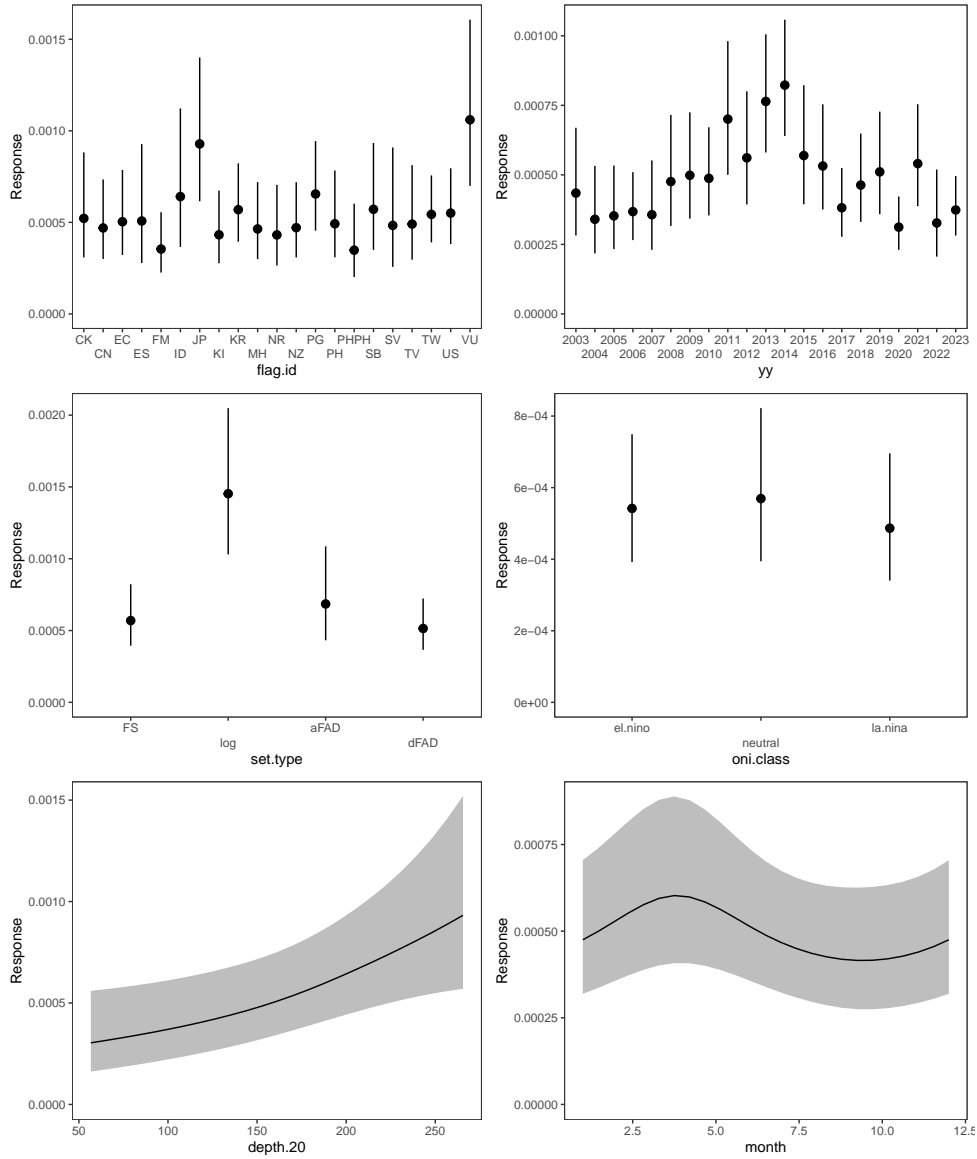 0.0015
0.0010
0.0005
0.0000
Response
CK EC FM JP KR NR PG PHPH SV TW VU
CN ES ID KI MH NZ PH SB TV US
flag.id
0.00100
0.00075
0.00050
0.00025
0.00000
Response
2003 2005 2007 2009 2011 2013 2015 2017 2019 2021 2023
2004 2006 2008 2010 2012 2014 2016 2018 2020 2022
yy
0.0020
0.0015
0.0010
0.0005
0.0000
Response
FS aFAD
log dFAD
set.type
8e−04
6e−04
4e−04
2e−04
0e+00
Response
el.nino la.nina
neutral
oni.class
0.0015
0.0010
0.0005
0.0000
Response
50 100 150 200 250
depth.20
0.00075
0.00050
0.00025
0.00000
Response
2.5 5.0 7.5 10.0 12.5
month